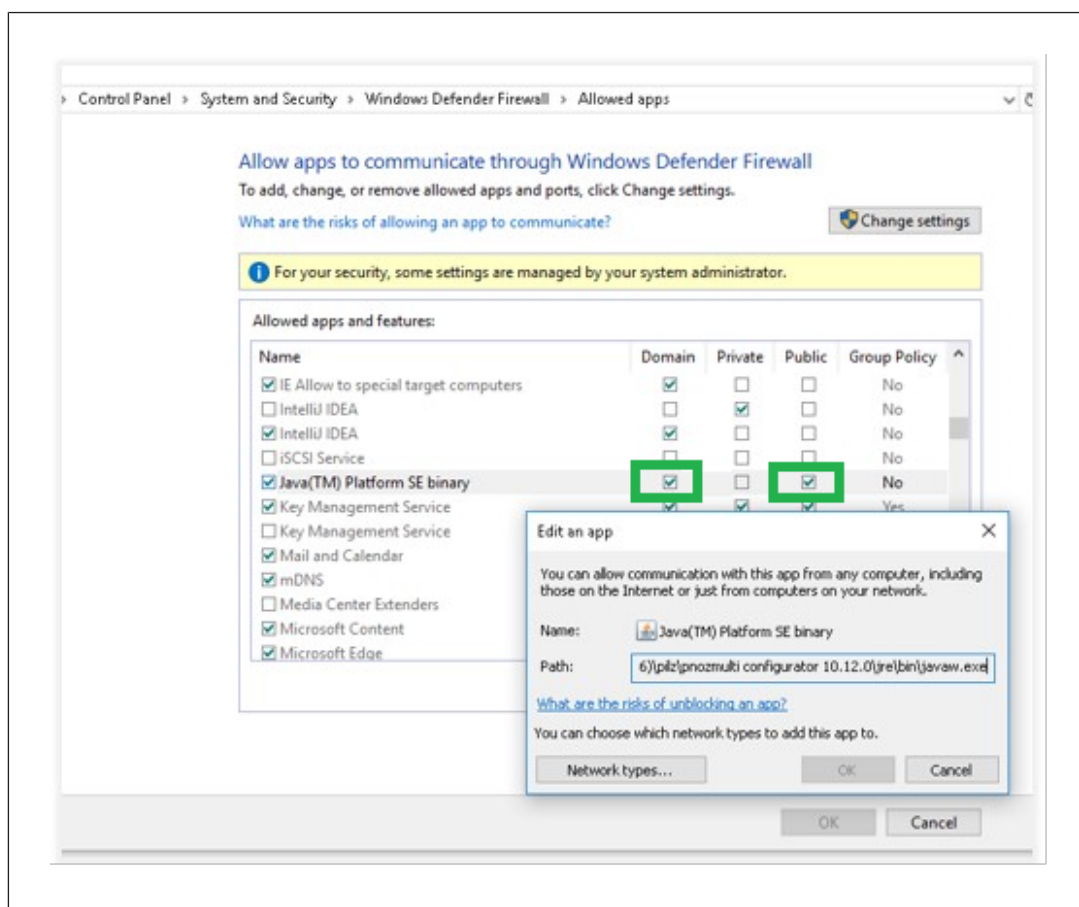 › Control Panel › System and Security › Windows Defender Firewall › Allowed apps
Allow apps to communicate through Windows Defender Firewall
To add, change, or remove allowed apps and ports, click Change settings.
What are the risks of allowing an app to communicate?
Change settings
For your security, some settings are managed by your system administrator.
Allowed apps and features:
Name Domain Private Public Group Policy
IE Allow to special target computers No
IntelliJ IDEA No
IntelliJ IDEA No
iSCSI Service No
Java(TM) Platform SE binary No
Key Management Service Yes
Key Management Service
Mail and Calendar
mDNS
Media Center Extenders
Microsoft Content
Microsoft Edge
Edit an app
You can allow communication with this app from any computer, including
those on the Internet or just from computers on your network.
Name: Java(TM) Platform SE binary
Path: 6)\pilz\pnozmulti configurator 10.12.0\jre\bin\javaw.exe
What are the risks of unblocking an app?
You can choose which network types to add this app to.
Network types... OK Cancel
OK Cancel